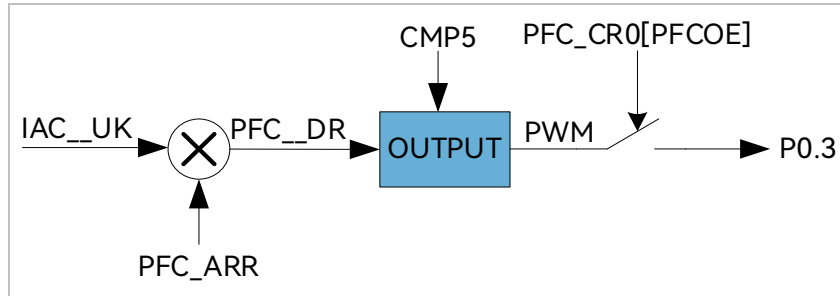 CMP5
PFC_CR0[PFCOE]
IAC__UK
PFC__DR
OUTPUT
PWM
P0.3
PFC_ARR